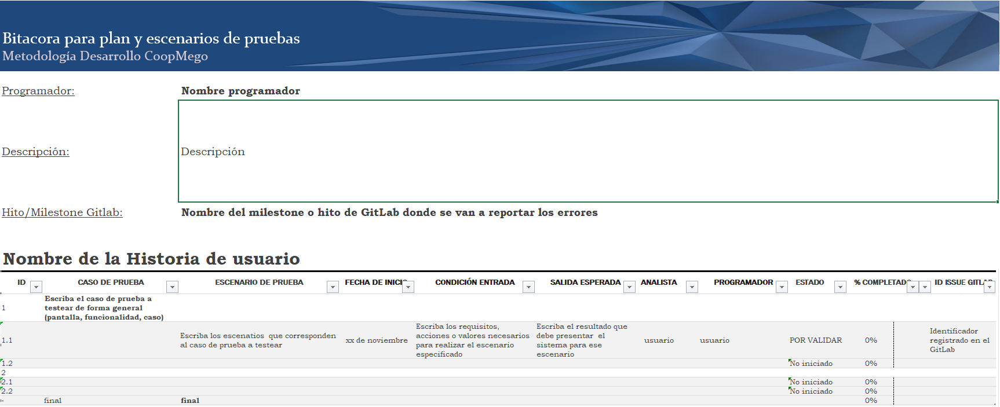 Bitacora para plan y escenarios de pruebas
Metodología Desarrollo CoopMego
Programador: Nombre programador
Descripción: Descripción
Hito/Milestone Gitlab: Nombre del milestone o hito de GitLab donde se van a reportar los errores
Nombre de la Historia de usuario
ID CASO DE PRUEBA ESCENARIO DE PRUEBA FECHA DE INICIO CONDICIÓN ENTRADA SALIDA ESPERADA ANALISTA PROGRAMADOR ESTADO % COMPLETADO ID ISSUE GITLAB
1 Escriba el caso de prueba a
testear de forma general
(pantalla, funcionalidad, caso)
1.1
Escriba los escenatios que corresponden
al caso de prueba a testear
xx de noviembre
Escriba los requisitos,
acciones o valores necesarios
para realizar el escenario
especificado
Escriba el resultado que
debe presentar el
sistema para ese
escenario
usuario
usuario
POR VALIDAR
0%
Identificador
registrado en el
GitLab
1.2 No iniciado 0%
2
2.1 No iniciado 0%
2.2 No iniciado 0%
- final final 0%